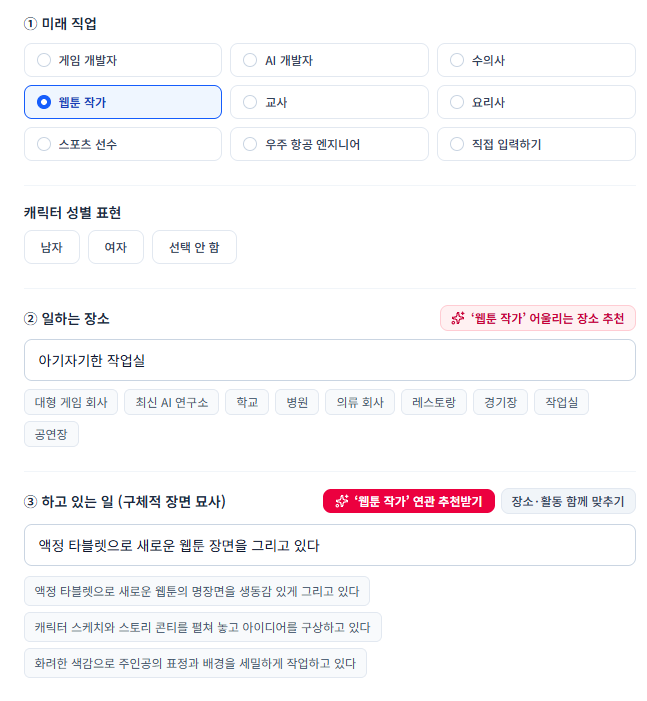 ① 미래 직업
게임 개발자 AI 개발자 수의사
웹툰 작가 교사 요리사
스포츠 선수 우주 항공 엔지니어 직접 입력하기
캐릭터 성별 표현
남자 여자 선택 안 함
② 일하는 장소 ‘웹툰 작가’ 어울리는 장소 추천
아기자기한 작업실
대형 게임 회사 최신 AI 연구소 학교 병원 의류 회사 레스토랑 경기장 작업실
공연장
③ 하고 있는 일 (구체적 장면 묘사) ‘웹툰 작가’ 연관 추천받기 장소·활동 함께 맞추기
액정 타블렛으로 새로운 웹툰 장면을 그리고 있다
액정 타블렛으로 새로운 웹툰의 명장면을 생동감 있게 그리고 있다
캐릭터 스케치와 스토리 콘티를 펼쳐 놓고 아이디어를 구상하고 있다
화려한 색감으로 주인공의 표정과 배경을 세밀하게 작업하고 있다